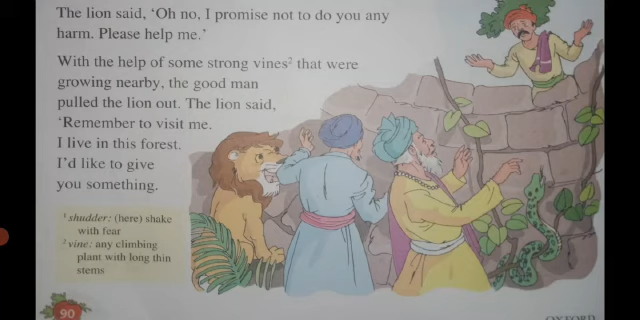 The lion said, ‘Oh no, I promise not to do you any
harm. Please help me.’
With the help of some strong vines² that were
growing nearby, the good man
pulled the lion out. The lion said,
‘Remember to visit me.
I live in this forest.
I’d like to give
you something.
¹ shudder: (here) shake
with fear
² vine: any climbing
plant with long thin
stems
90
OXFORD